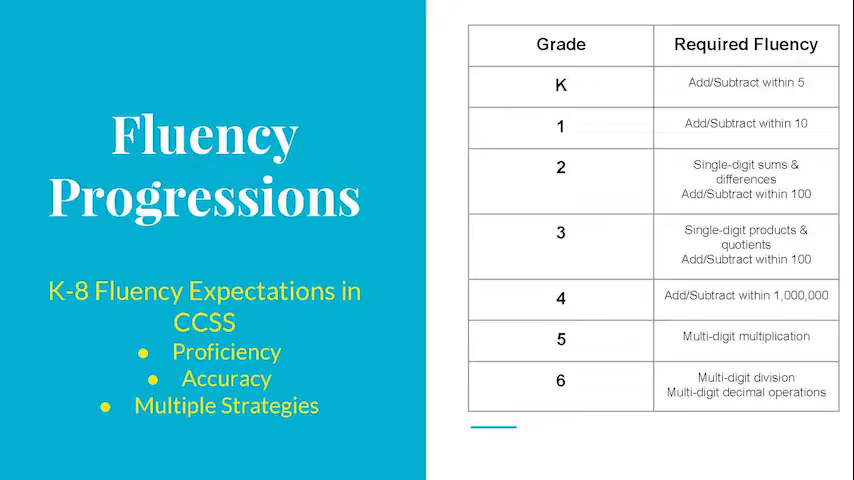 Fluency
Progressions
K-8 Fluency Expectations in
CCSS
● Proficiency
● Accuracy
● Multiple Strategies
Grade Required Fluency
K Add/Subtract within 5
1 Add/Subtract within 10
2 Single-digit sums &
differences
Add/Subtract within 100
3 Single-digit products &
quotients
Add/Subtract within 100
4 Add/Subtract within 1,000,000
5 Multi-digit multiplication
6 Multi-digit division
Multi-digit decimal operations